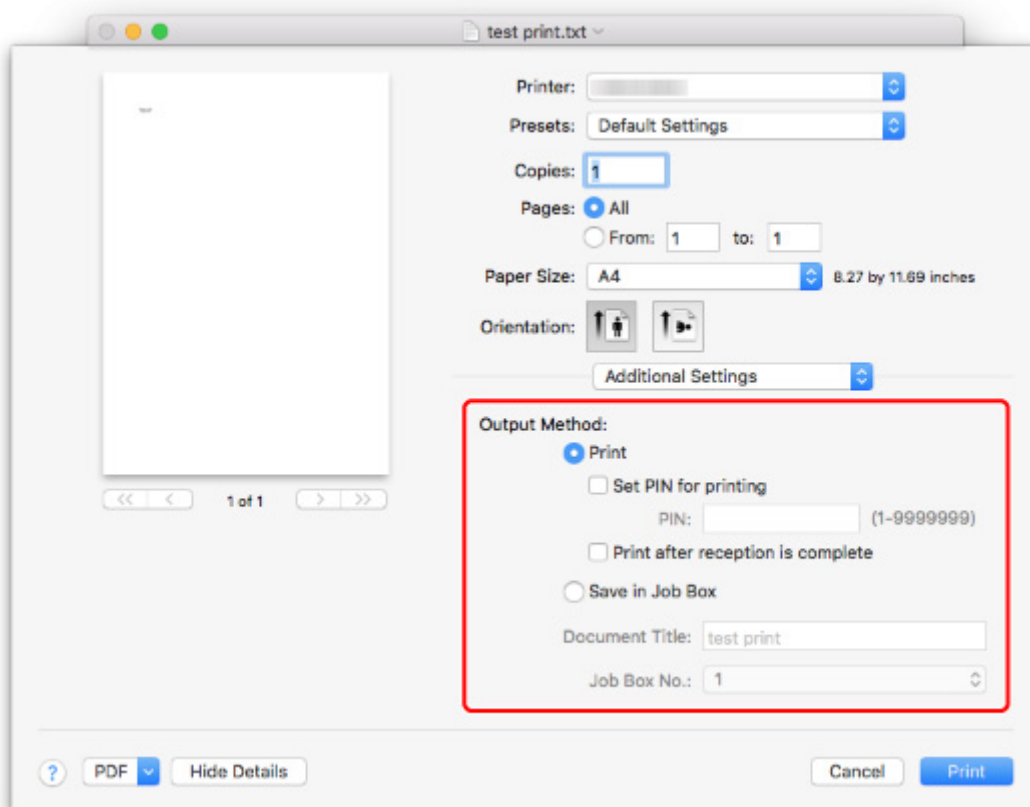 test print.txt
Printer:
Presets: Default Settings
Copies: 1
Pages: All
From: 1 to: 1
Paper Size: A4 8.27 by 11.69 inches
Orientation:
Additional Settings
Output Method:
Print
Set PIN for printing
PIN: (1-9999999)
Print after reception is complete
Save in Job Box
Document Title: test print
Job Box No.: 1
<< < 1 of 1 > >>
? PDF Hide Details Cancel Print